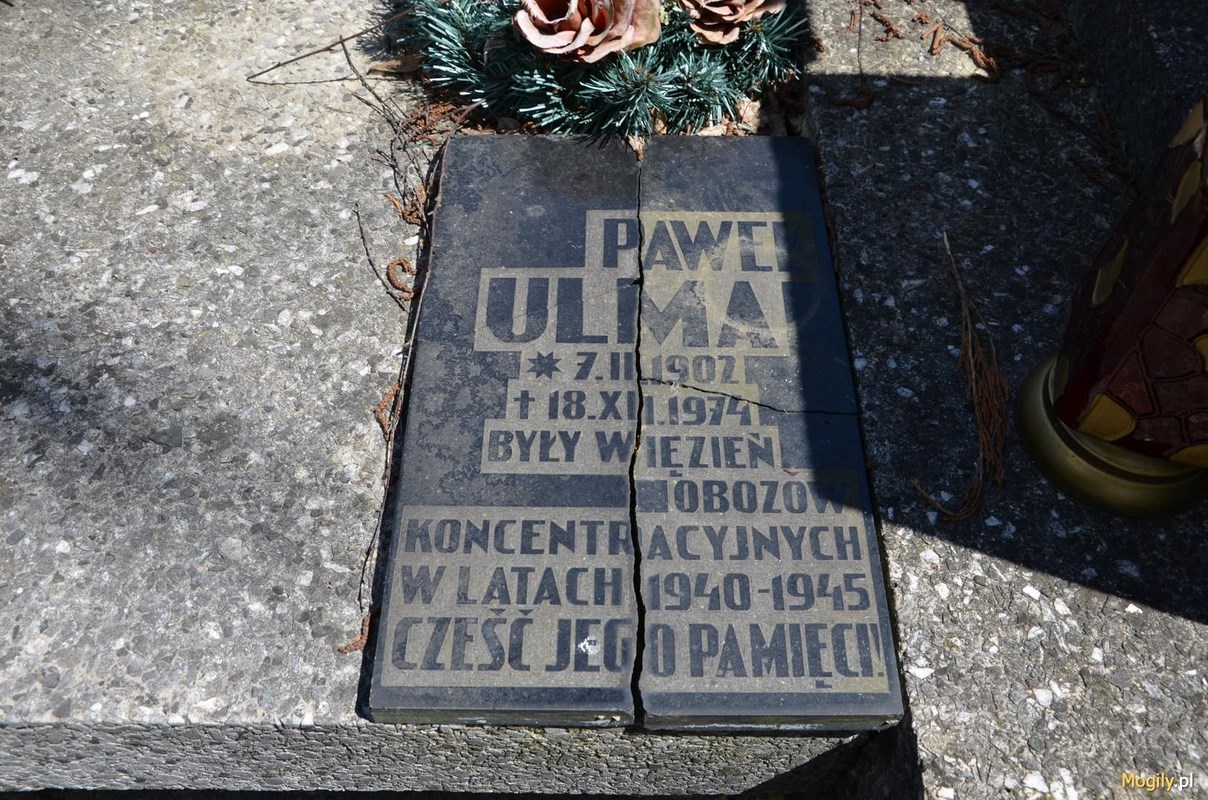 PAWEŁ
ULMA
✷ 7.II.1902
✝ 18.XII.1974
BYŁY WIĘZIEŃ
OBOZÓW
KONCENTRACYJNYCH
W LATACH 1940-1945
CZEŚĆ JEGO PAMIĘCI!
Mogily.pl